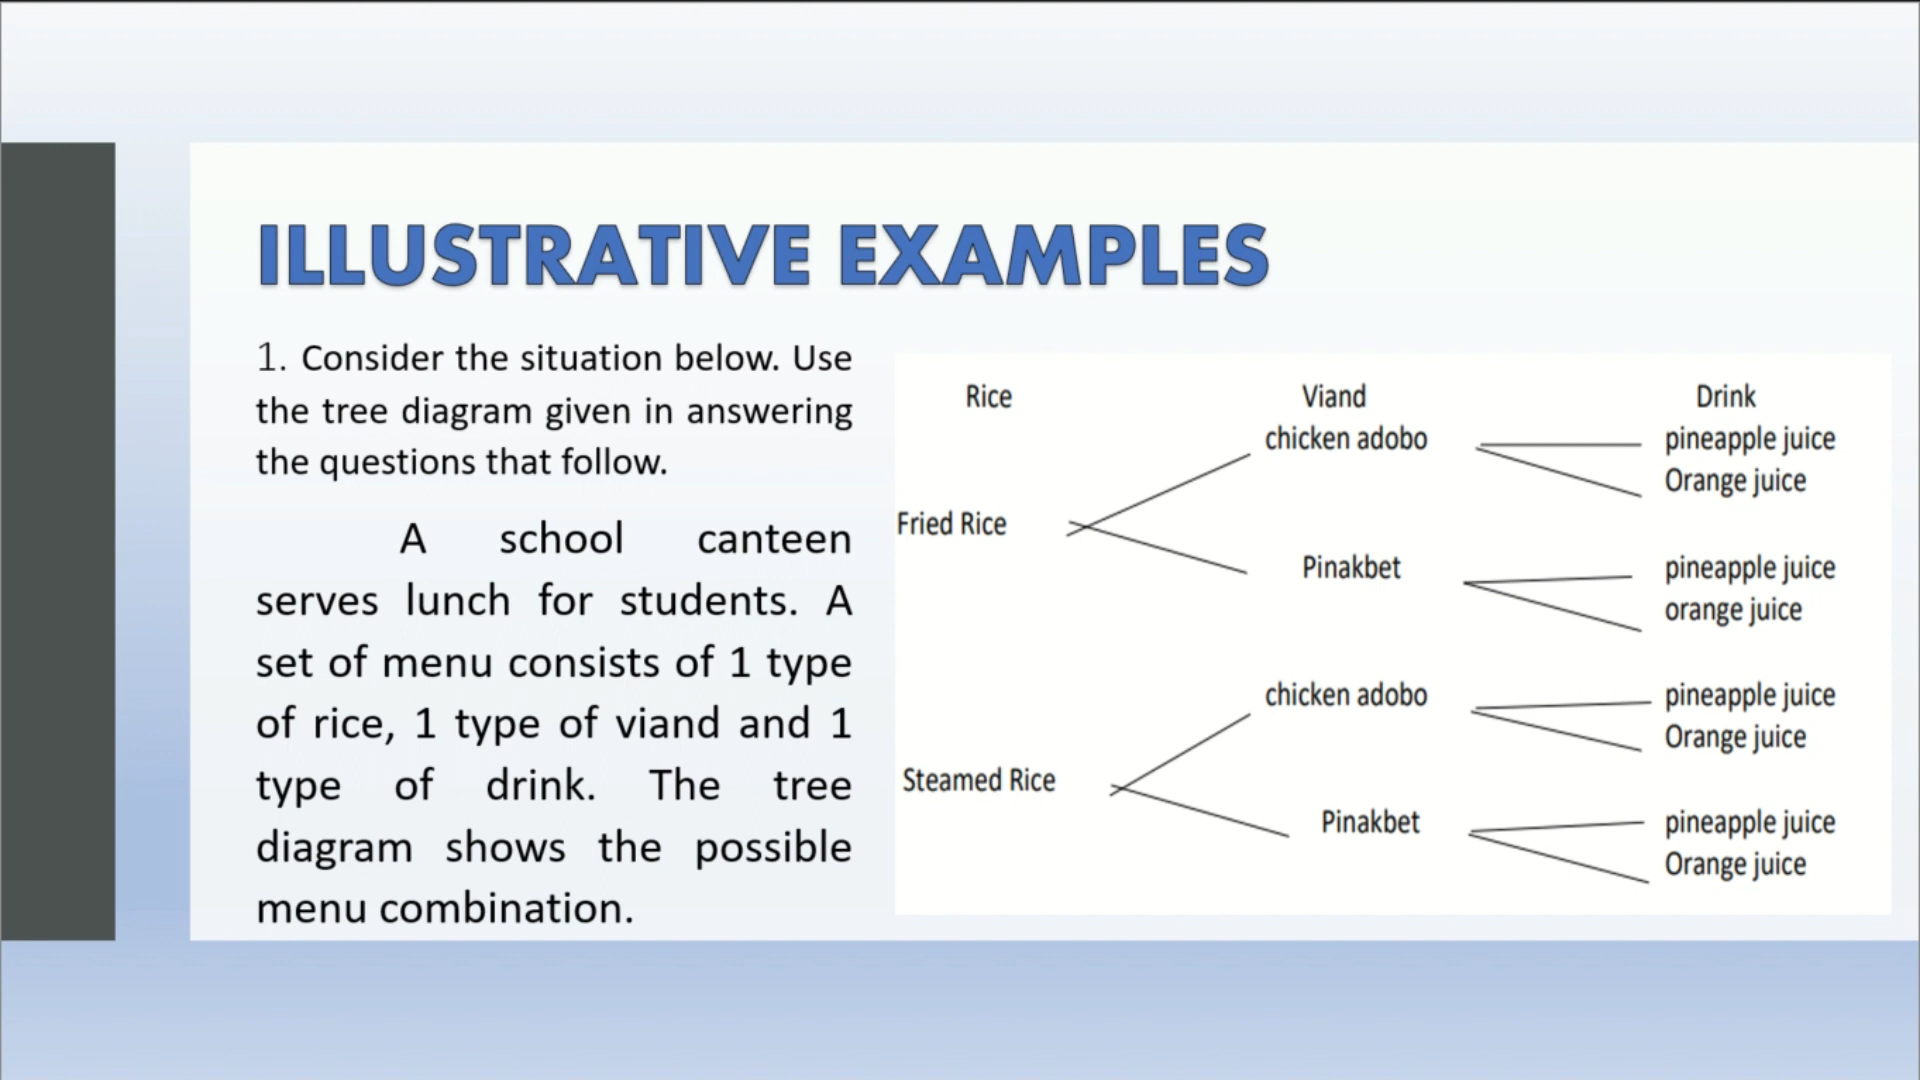 ILLUSTRATIVE EXAMPLES
1. Consider the situation below. Use
the tree diagram given in answering
the questions that follow.
A school canteen
serves lunch for students. A
set of menu consists of 1 type
of rice, 1 type of viand and 1
type of drink. The tree
diagram shows the possible
menu combination.
Rice Viand Drink
chicken adobo pineapple juice
Orange juice
Fried Rice
Pinakbet pineapple juice
orange juice
chicken adobo pineapple juice
Orange juice
Steamed Rice
Pinakbet pineapple juice
Orange juice